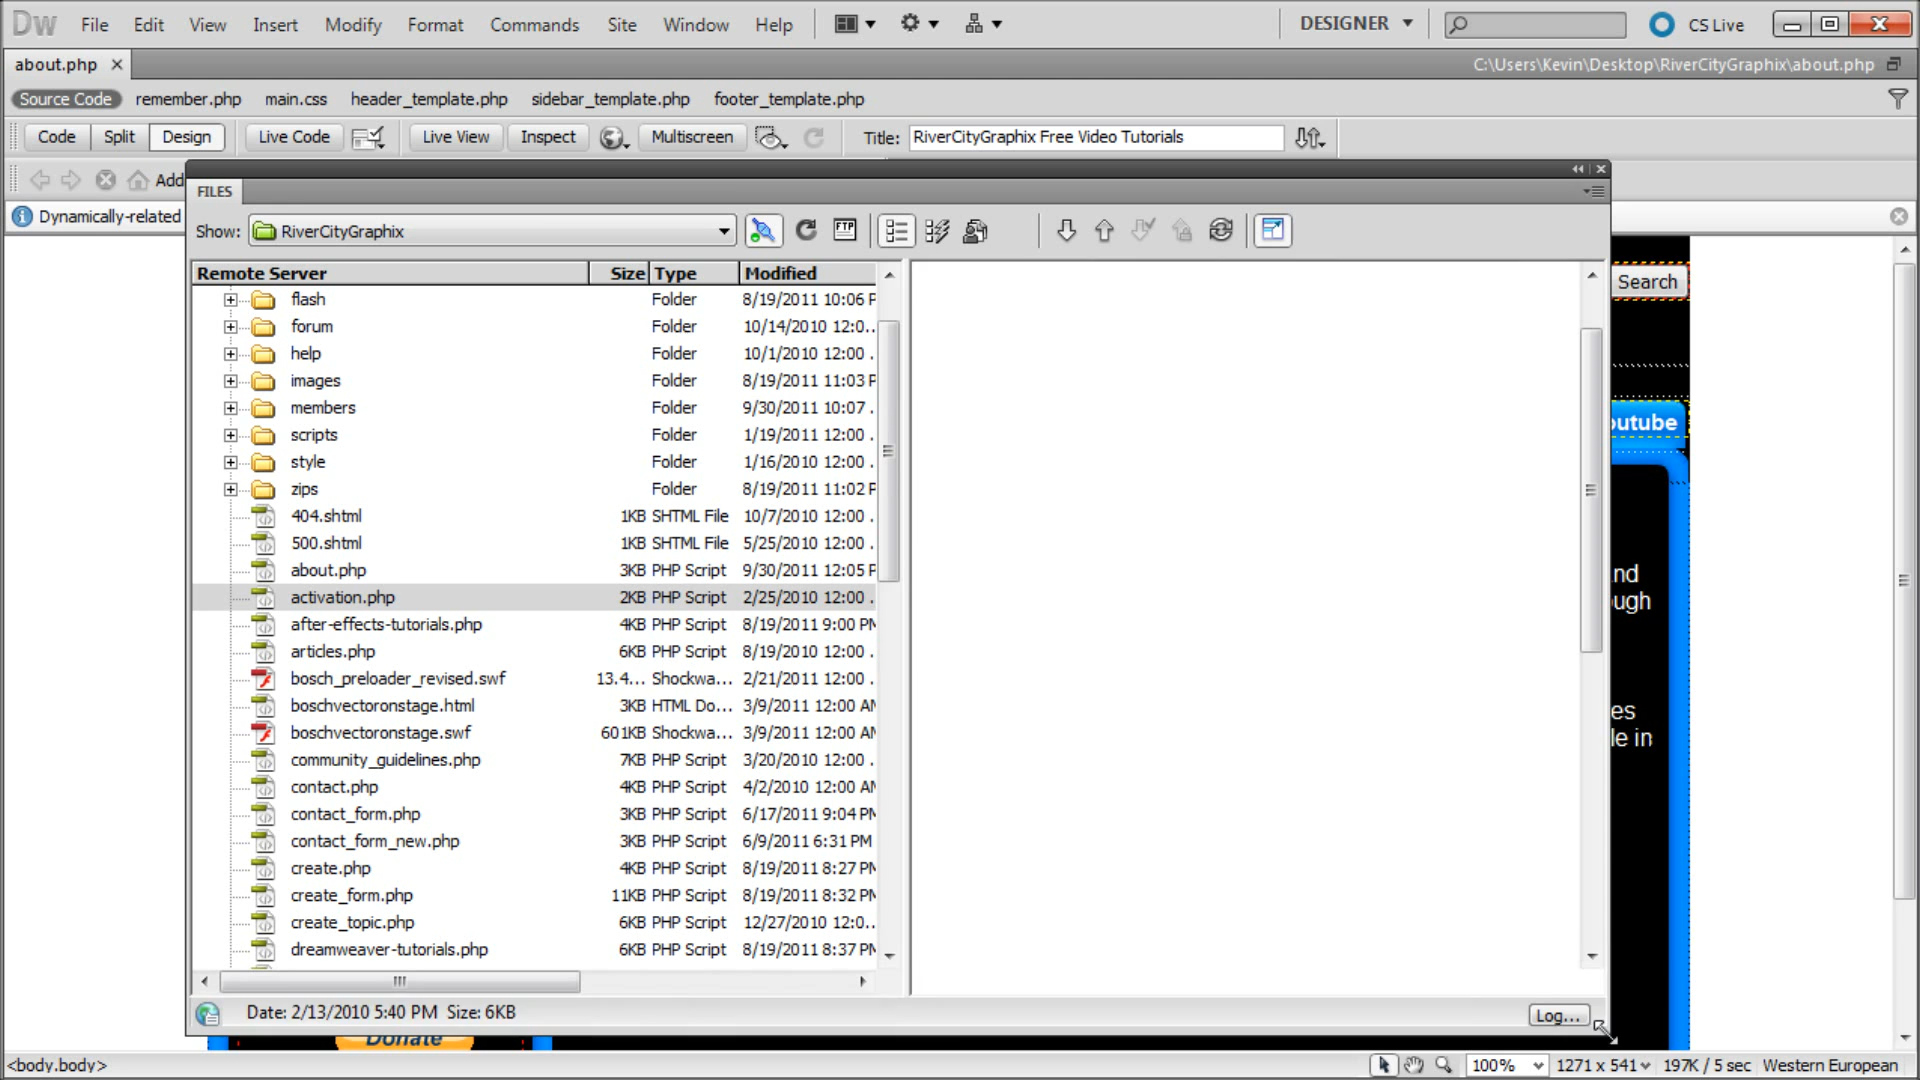 Dw File Edit View Insert Modify Format Commands Site Window Help DESIGNER CS Live
about.php C:\Users\Kevin\Desktop\RiverCityGraphix\about.php
Source Code remember.php main.css header_template.php sidebar_template.php footer_template.php
Code Split Design Live Code Live View Inspect Multiscreen Title: RiverCityGraphix Free Video Tutorials
Add
FILES
Dynamically-related
Show: RiverCityGraphix FTP
Remote Server Size Type Modified
Search
flash Folder 8/19/2011 10:06 P
forum Folder 10/14/2010 12:0..
help Folder 10/1/2010 12:00 .
images Folder 8/19/2011 11:03 P
members Folder 9/30/2011 10:07 .
outube
scripts Folder 1/19/2011 12:00 .
style Folder 1/16/2010 12:00 .
zips Folder 8/19/2011 11:02 P
404.shtml 1KB SHTML File 10/7/2010 12:00 .
500.shtml 1KB SHTML File 5/25/2010 12:00 .
about.php 3KB PHP Script 9/30/2011 12:05 P
nd
activation.php 2KB PHP Script 2/25/2010 12:00 .
ugh
after-effects-tutorials.php 4KB PHP Script 8/19/2011 9:00 PM
articles.php 6KB PHP Script 8/19/2010 12:00 .
bosch_preloader_revised.swf 13.4... Shockwa... 2/21/2011 12:00 .
boschvectoronstage.html 3KB HTML Do... 3/9/2011 12:00 AM
es
boschvectoronstage.swf 601KB Shockwa... 3/9/2011 12:00 AM
le in
community_guidelines.php 7KB PHP Script 3/20/2010 12:00 .
contact.php 4KB PHP Script 4/2/2010 12:00 AM
contact_form.php 3KB PHP Script 6/17/2011 9:04 PM
contact_form_new.php 3KB PHP Script 6/9/2011 6:31 PM
create.php 4KB PHP Script 8/19/2011 8:27 PM
create_form.php 11KB PHP Script 8/19/2011 8:32 PM
create_topic.php 6KB PHP Script 12/27/2010 12:0..
dreamweaver-tutorials.php 6KB PHP Script 8/19/2011 8:37 PM
Date: 2/13/2010 5:40 PM Size: 6KB Log...
Donate
<body.body> 100% 1271 x 541 197K / 5 sec Western European